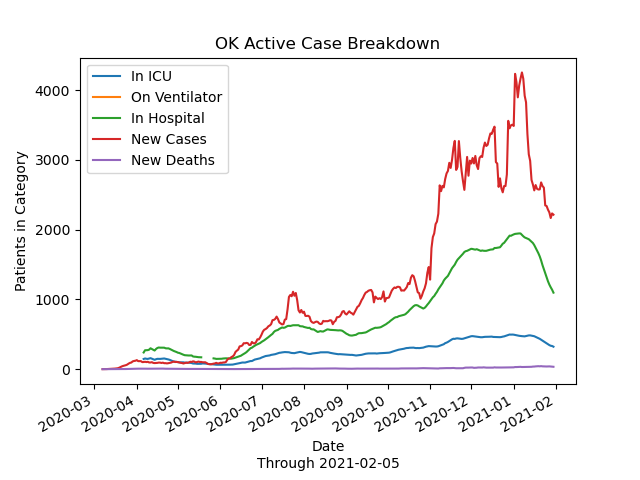 OK Active Case Breakdown
In ICU
On Ventilator
In Hospital
New Cases
New Deaths
Patients in Category
4000
3000
2000
1000
0
2020-03
2020-04
2020-05
2020-06
2020-07
2020-08
2020-09
2020-10
2020-11
2020-12
2021-01
2021-02
Date
Through 2021-02-05